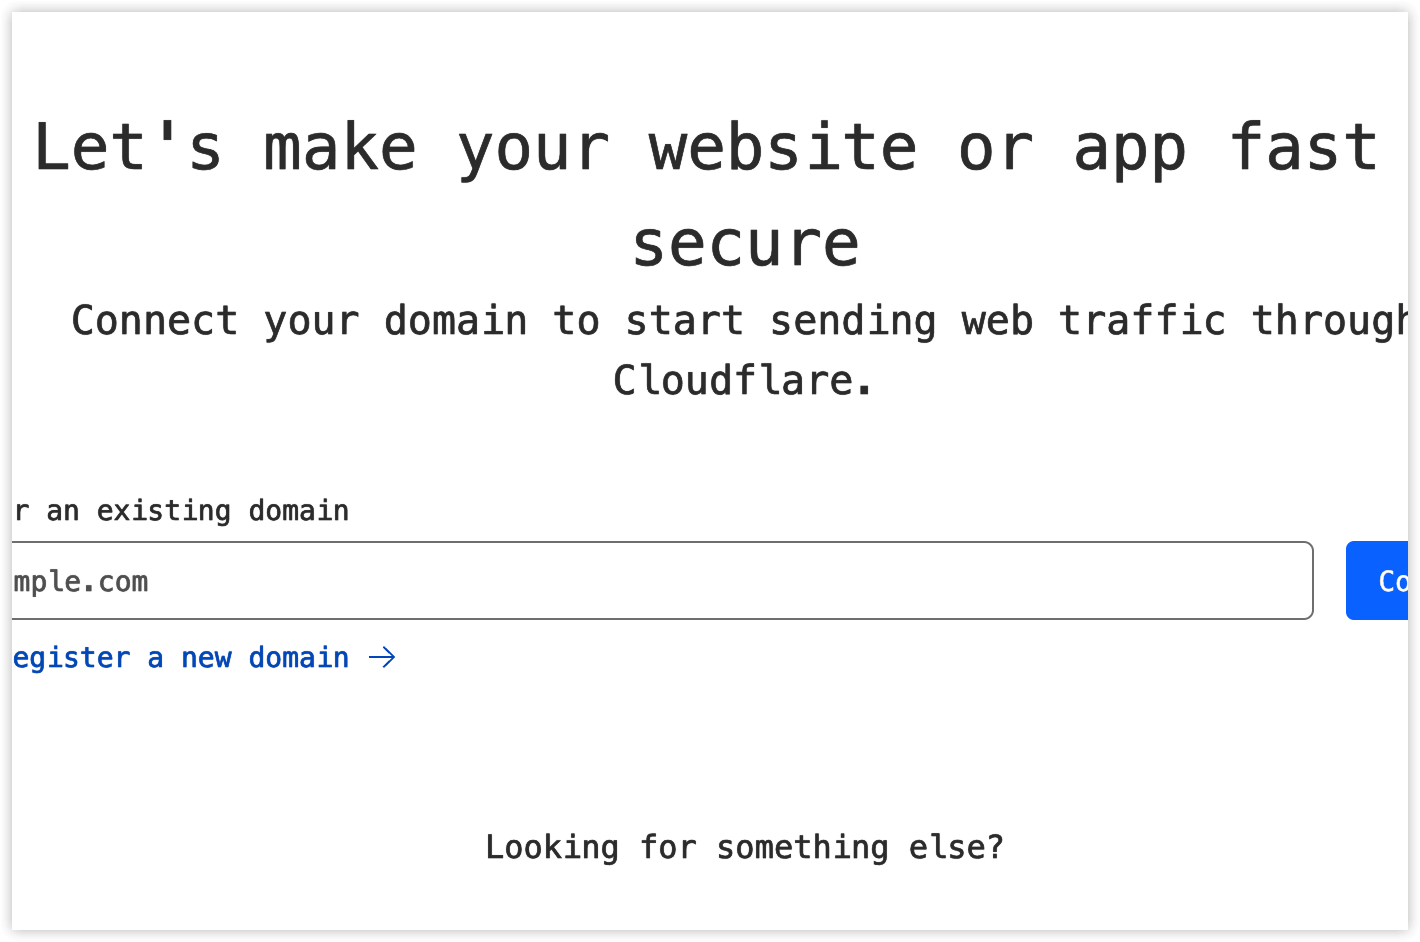 Let's make your website or app fast
secure
Connect your domain to start sending web traffic through
Cloudflare.
r an existing domain
mple.com
Co
egister a new domain →
Looking for something else?